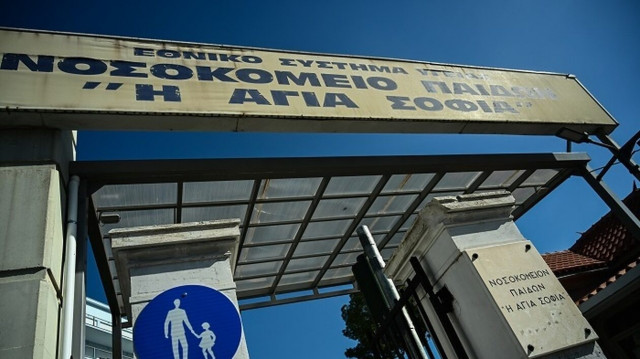 ΕΘΝΙΚΟ ΣΥΣΤΗΜΑ ΥΓΕΙΑΣ
ΝΟΣΟΚΟΜΕΙΟ ΠΑΙΔΩΝ
"Η ΑΓΙΑ ΣΟΦΙΑ"
ΝΟΣΟΚΟΜΕΙΟΝ
ΠΑΙΔΩΝ
"Η ΑΓΙΑ ΣΟΦΙΑ"